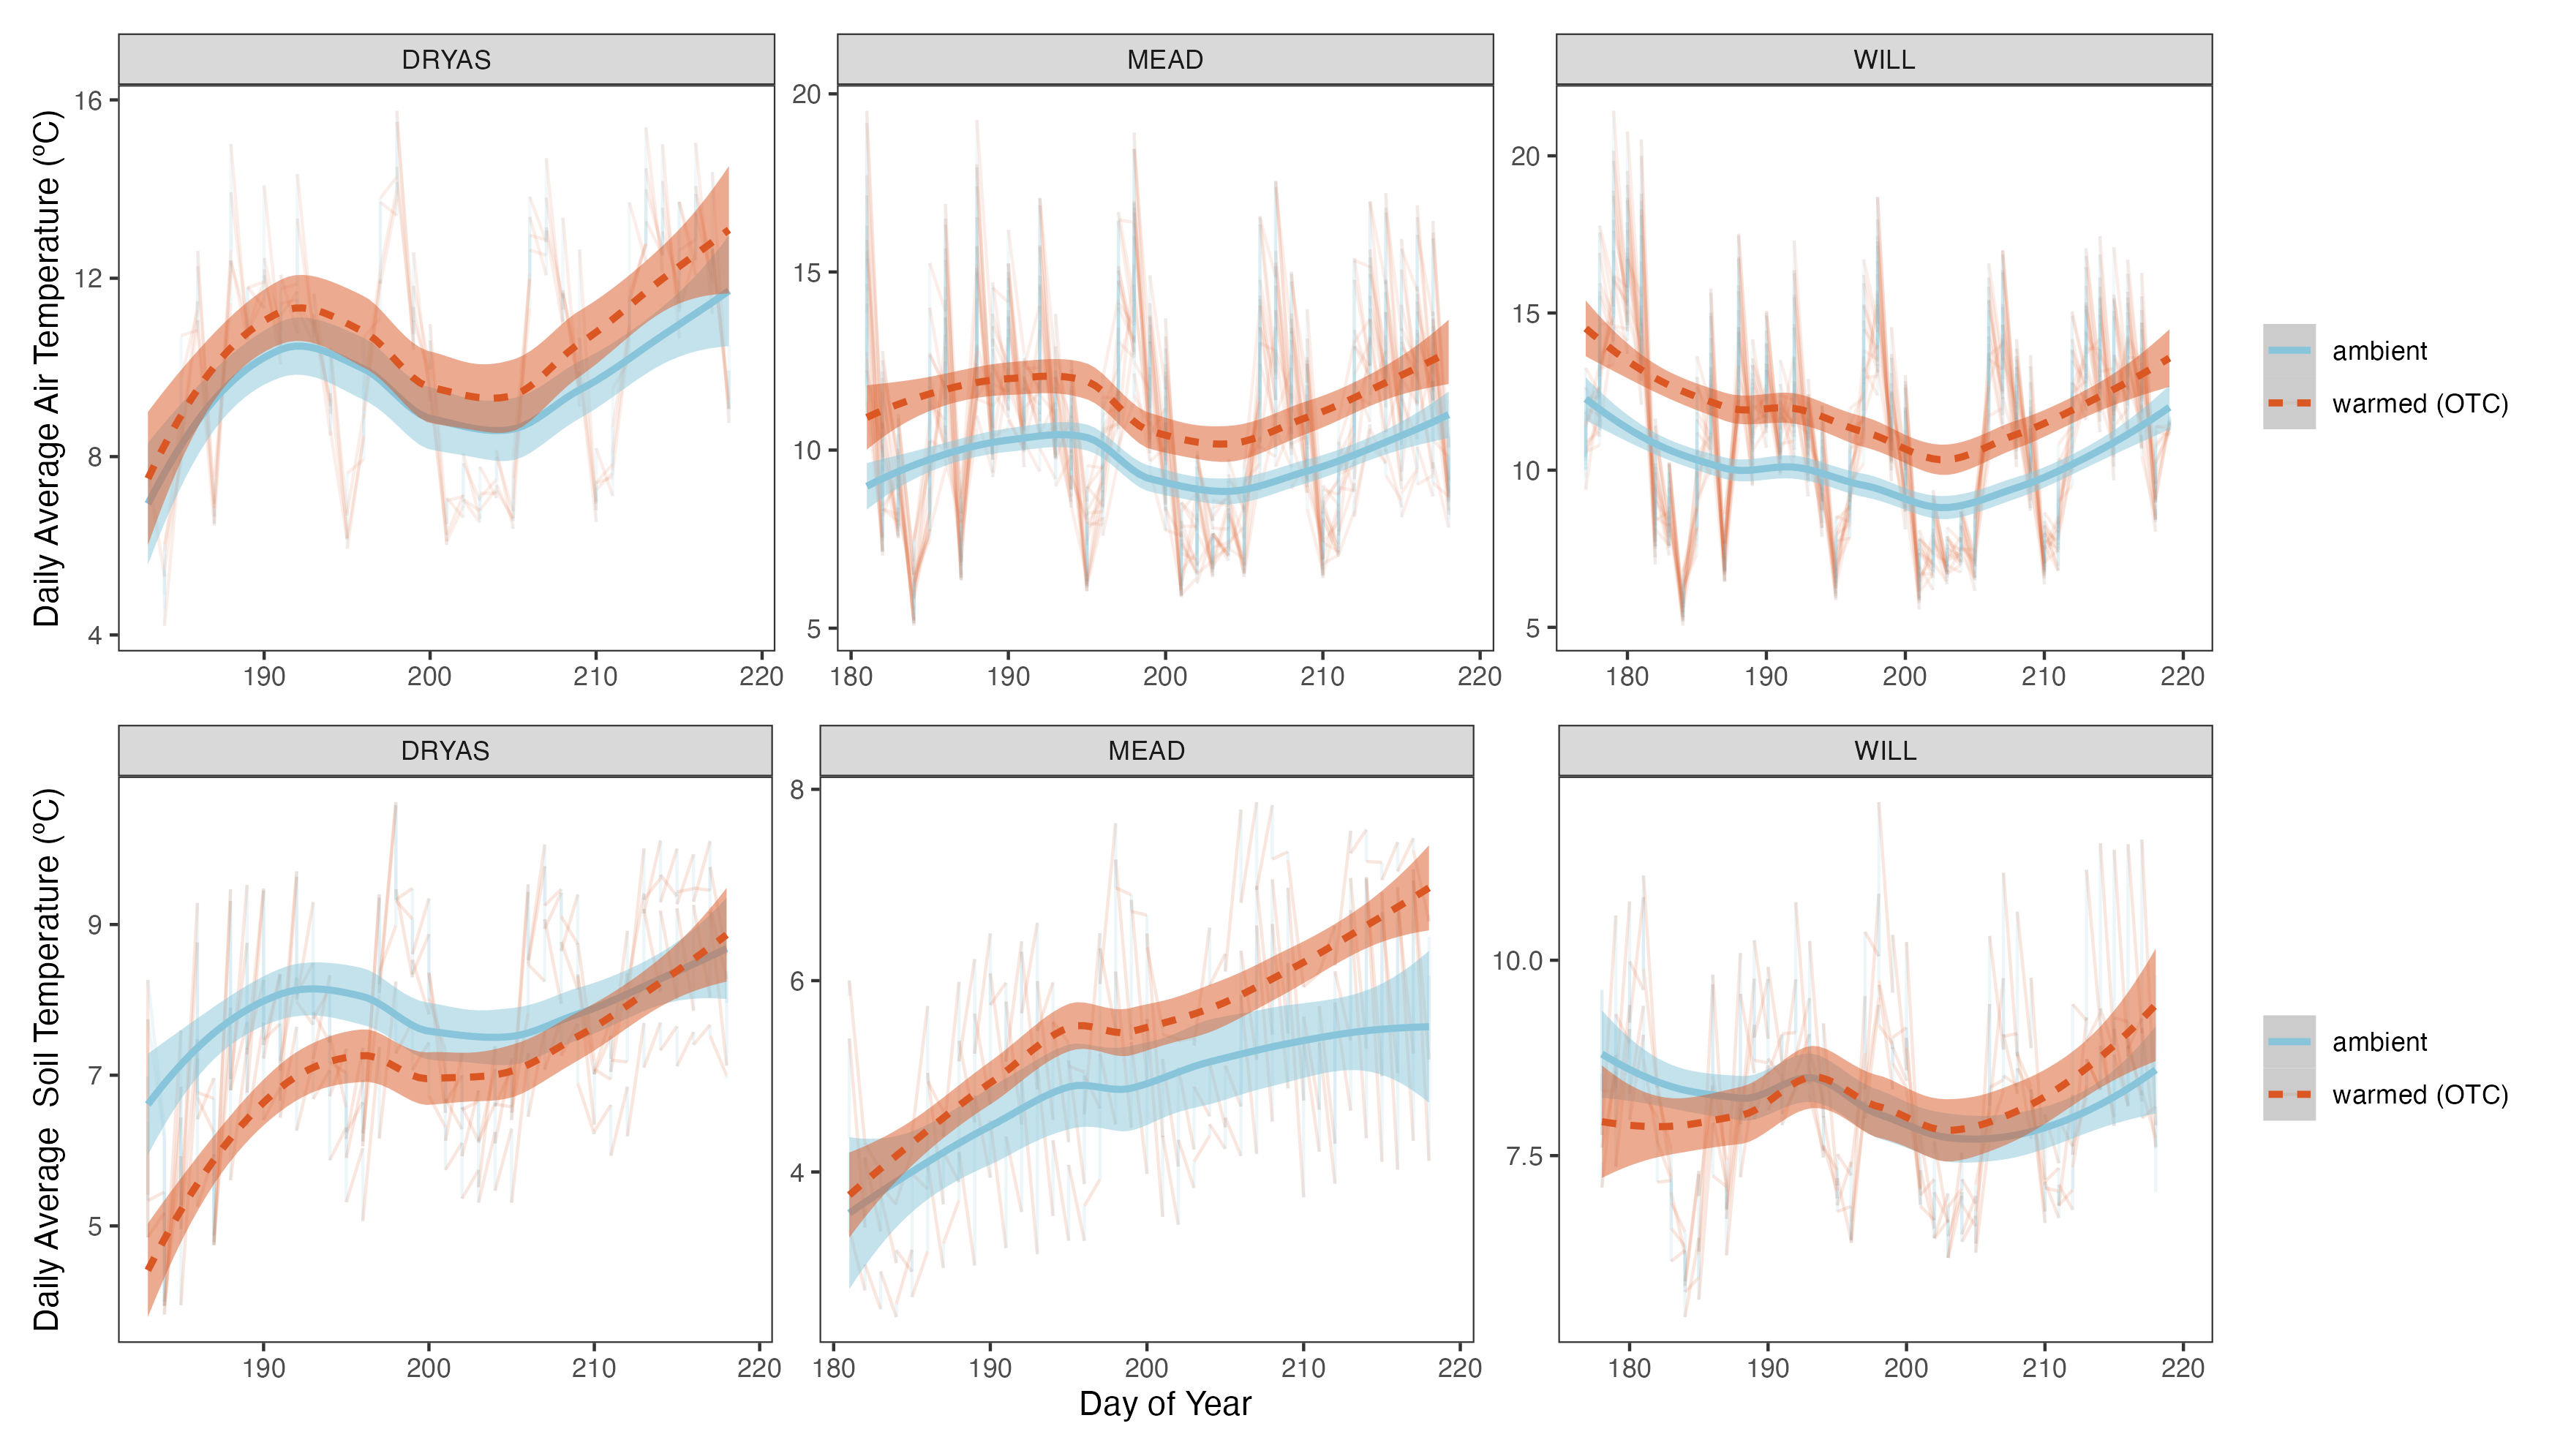 DRYAS MEAD WILL
Daily Average Air Temperature (ºC)
16
12
8
4
20
15
10
5
20
15
10
5
190 200 210 220
180 190 200 210 220
180 190 200 210 220
ambient
warmed (OTC)
DRYAS MEAD WILL
Daily Average Soil Temperature (ºC)
9
7
5
8
6
4
10.0
7.5
190 200 210 220
180 190 200 210 220
180 190 200 210 220
Day of Year
ambient
warmed (OTC)